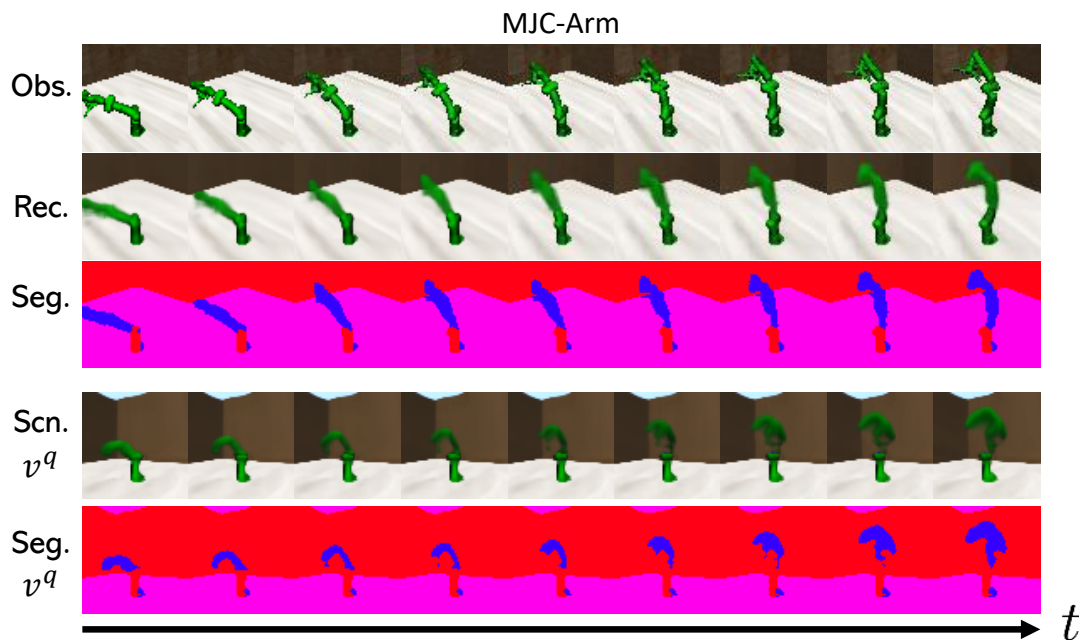 MJC-Arm
Obs.
Rec.
Seg.
Scn.
v^q
Seg.
v^q
t